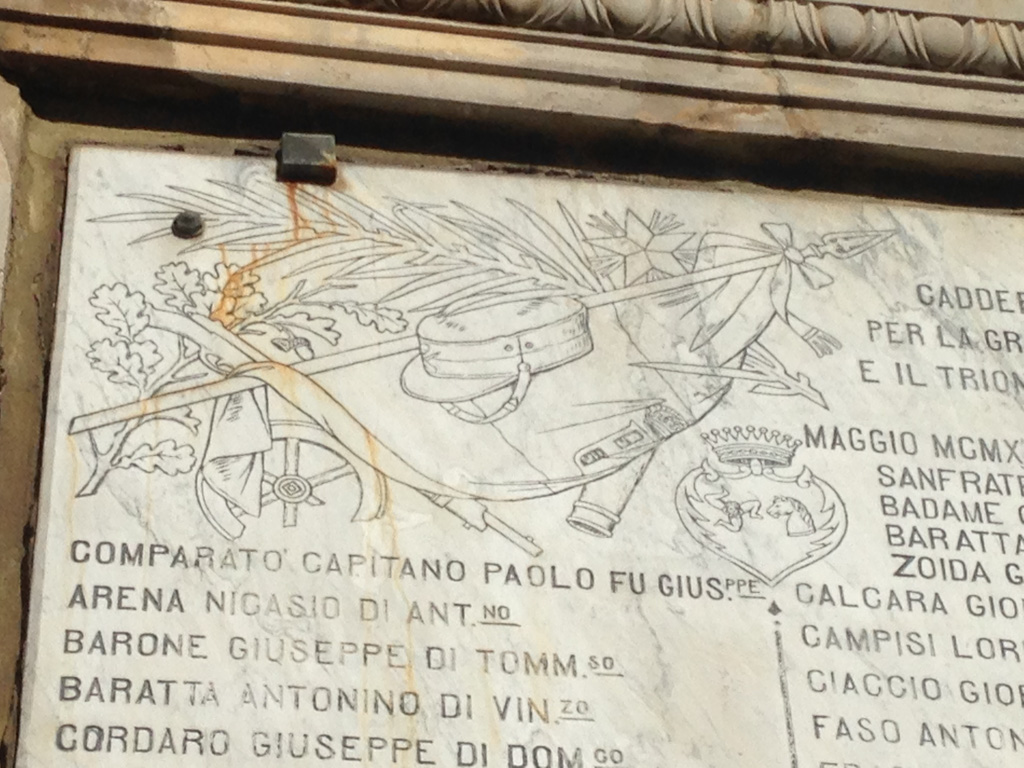 CADDE
PER LA GR
E IL TRION
MAGGIO MCMX
SANFRATE
BADAME
BARATTA
ZOIDA G
COMPARATO CAPITANO PAOLO FU GIUS.PPE
ARENA NICASIO DI ANT.NO
BARONE GIUSEPPE DI TOMM.SO
BARATTA ANTONINO DI VIN.ZO
CORDARO GIUSEPPE DI DOM.CO
CALCARA GIO
CAMPISI LOR
CIACCIO GIO
FASO ANTON